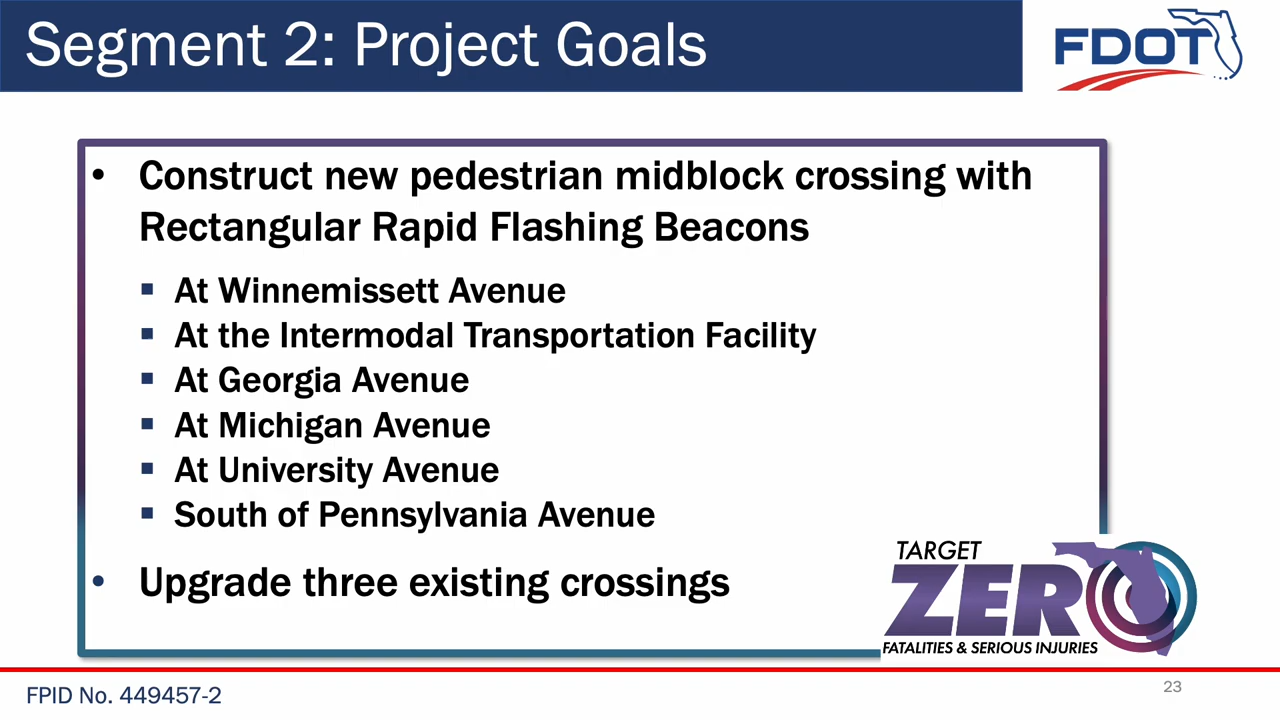 Segment 2: Project Goals
FDOT
• Construct new pedestrian midblock crossing with
Rectangular Rapid Flashing Beacons
▪ At Winnemissett Avenue
▪ At the Intermodal Transportation Facility
▪ At Georgia Avenue
▪ At Michigan Avenue
▪ At University Avenue
▪ South of Pennsylvania Avenue
• Upgrade three existing crossings
TARGET
ZERO
FATALITIES & SERIOUS INJURIES
FPID No. 449457-2
23